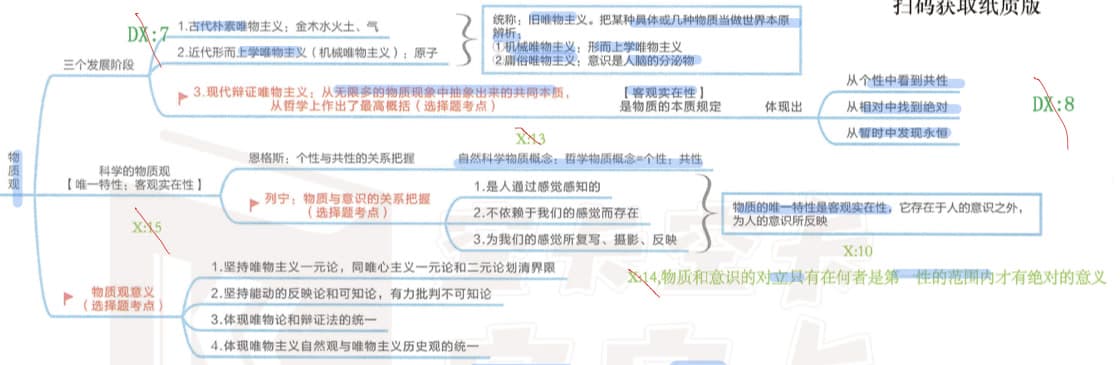 扫码获取纸质版
DX:7
1.古代朴素唯物主义：金木水火土、气
2.近代形而上学唯物主义（机械唯物主义）：原子
统称：旧唯物主义。把某种具体或几种物质当做世界本原
辨析：
①机械唯物主义：形而上学唯物主义
②庸俗唯物主义：意识是人脑的分泌物
三个发展阶段
3.现代辩证唯物主义：从无限多的物质现象中抽象出来的共同本质，
从哲学上作出了最高概括（选择题考点）
【客观实在性】
是物质的本质规定
体现出
从个性中看到共性
从相对中找到绝对
从暂时中发现永恒
DX:8
X:13
物质观
科学的物质观
【唯一特性：客观实在性】
恩格斯：个性与共性的关系把握
自然科学物质概念：哲学物质概念=个性：共性
列宁：物质与意识的关系把握
（选择题考点）
1.是人通过感觉感知的
2.不依赖于我们的感觉而存在
3.为我们的感觉所复写、摄影、反映
物质的唯一特性是客观实在性，它存在于人的意识之外，
为人的意识所反映
X:15
X:10
X:14,物质和意识的对立只有在何者是第一性的范围内才有绝对的意义
物质观意义
（选择题考点）
1.坚持唯物主义一元论，同唯心主义一元论和二元论划清界限
2.坚持能动的反映论和可知论，有力批判不可知论
3.体现唯物论和辩证法的统一
4.体现唯物主义自然观与唯物主义历史观的统一